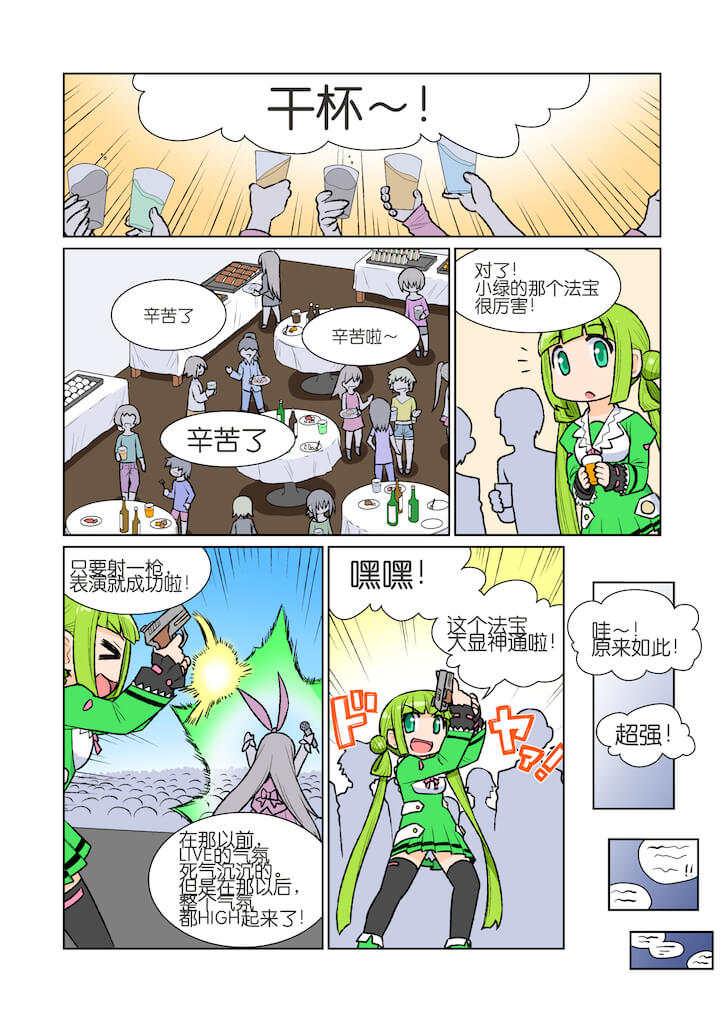 干杯～！
辛苦了
辛苦啦～
辛苦了
对了！
小绿的那个法宝
很厉害！
只要射一枪，
表演就成功啦！
在那以前，
LIVE的气氛
死气沉沉的。
但是在那以后，
整个气氛
都HIGH起来了！
嘿嘿！
这个法宝
大显神通啦！
ドヤァ！
哇～！
原来如此！
超强！